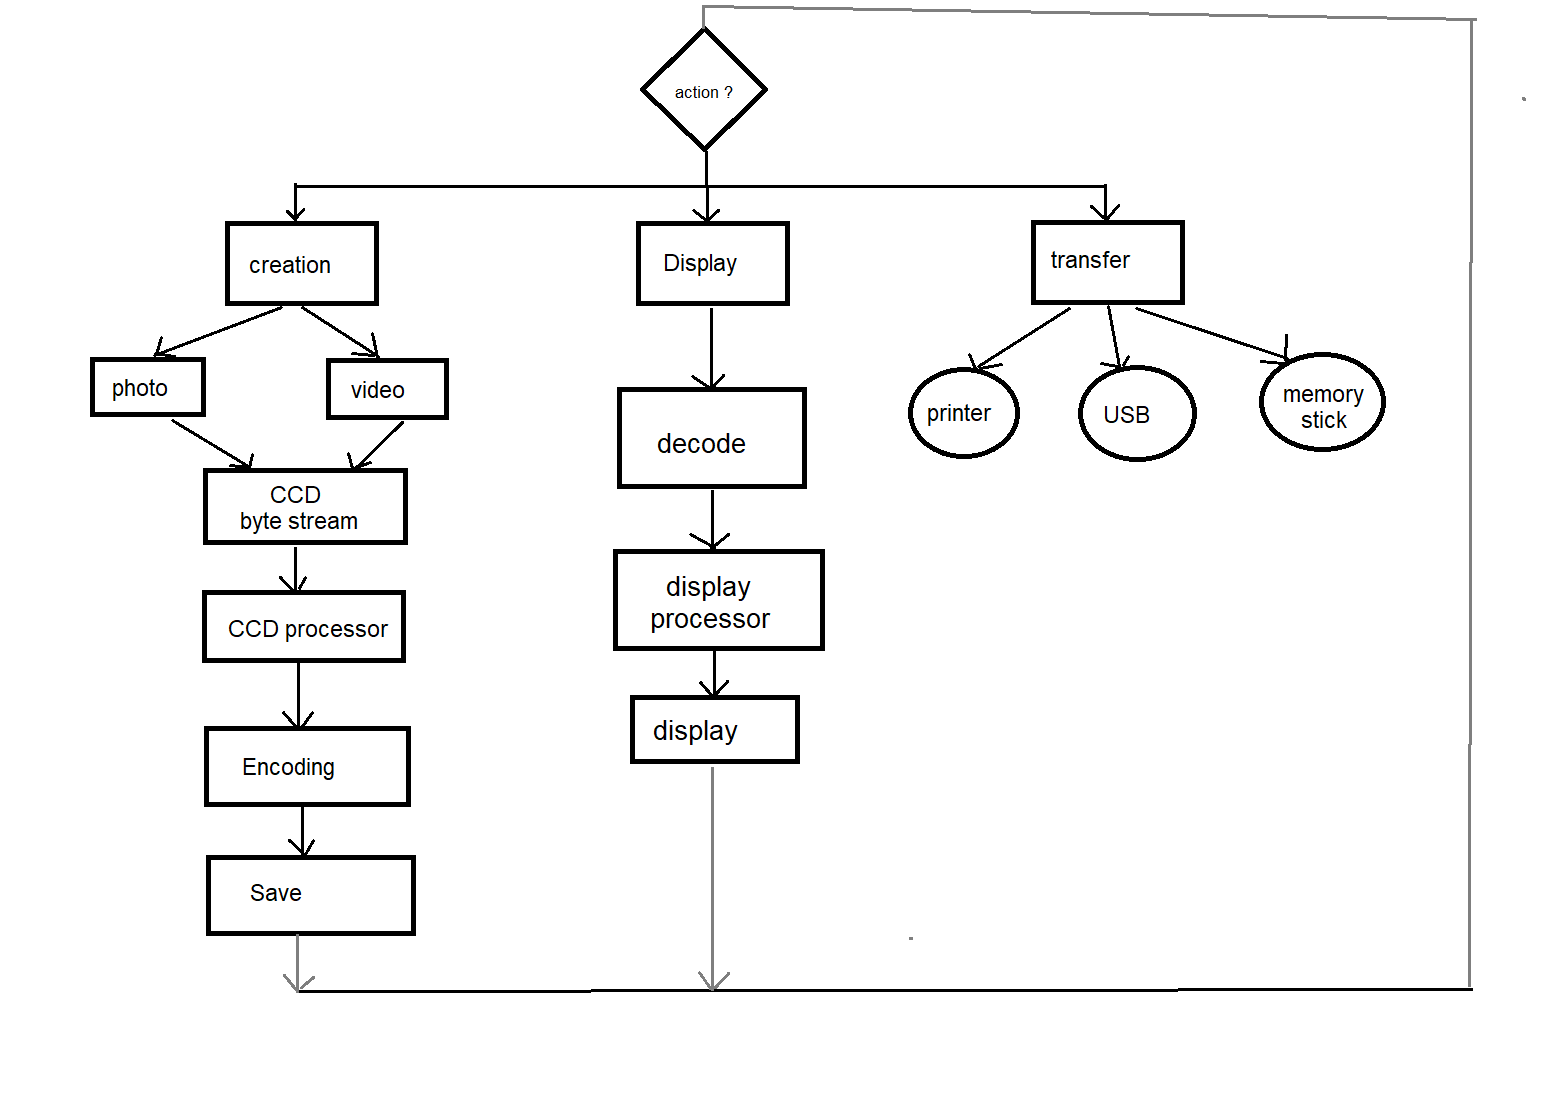 action ?
creation
Display
transfer
photo
video
decode
printer
USB
memory
stick
CCD
byte stream
display
processor
CCD processor
display
Encoding
Save